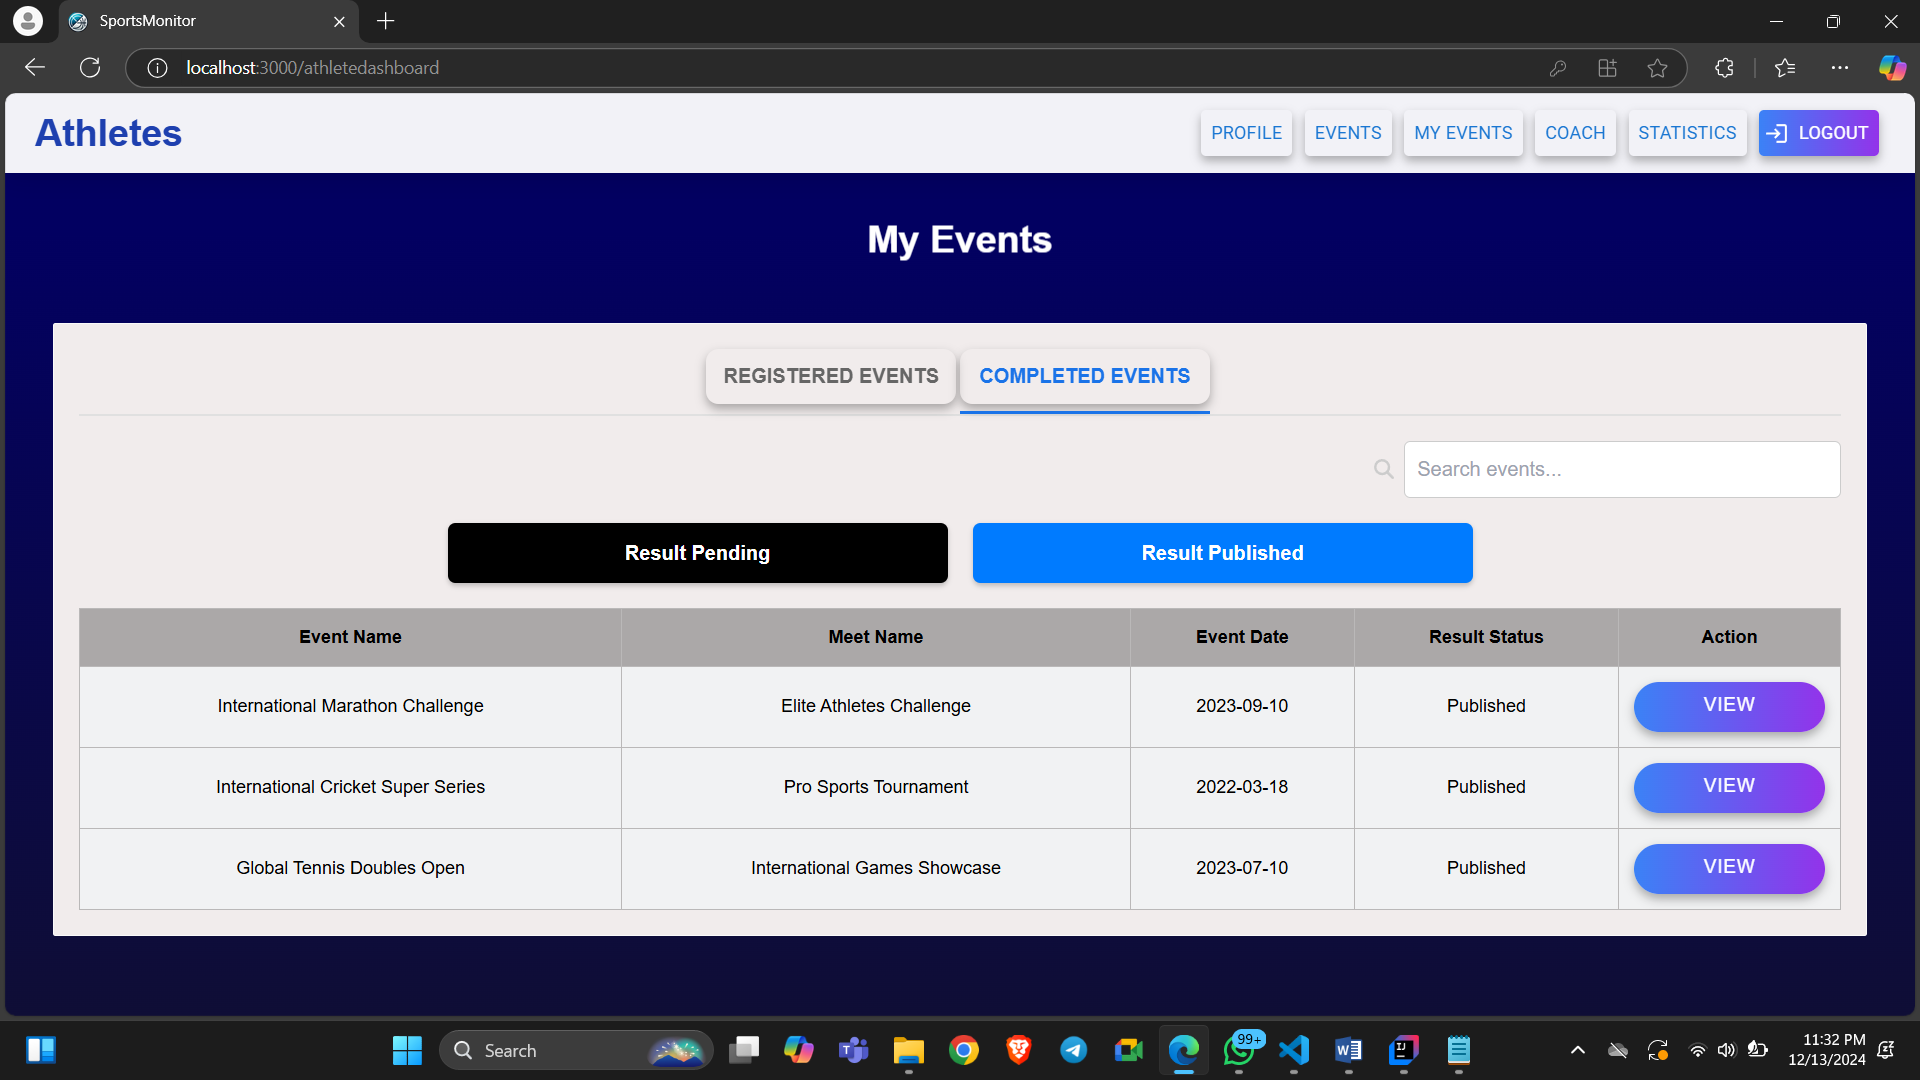 SportsMonitor
localhost:3000/athletedashboard
Athletes
PROFILE
EVENTS
MY EVENTS
COACH
STATISTICS
LOGOUT
My Events
REGISTERED EVENTS
COMPLETED EVENTS
Search events...
Result Pending
Result Published
Event Name Meet Name Event Date Result Status Action
International Marathon Challenge Elite Athletes Challenge 2023-09-10 Published VIEW
International Cricket Super Series Pro Sports Tournament 2022-03-18 Published VIEW
Global Tennis Doubles Open International Games Showcase 2023-07-10 Published VIEW
Search
99+
11:32 PM
12/13/2024